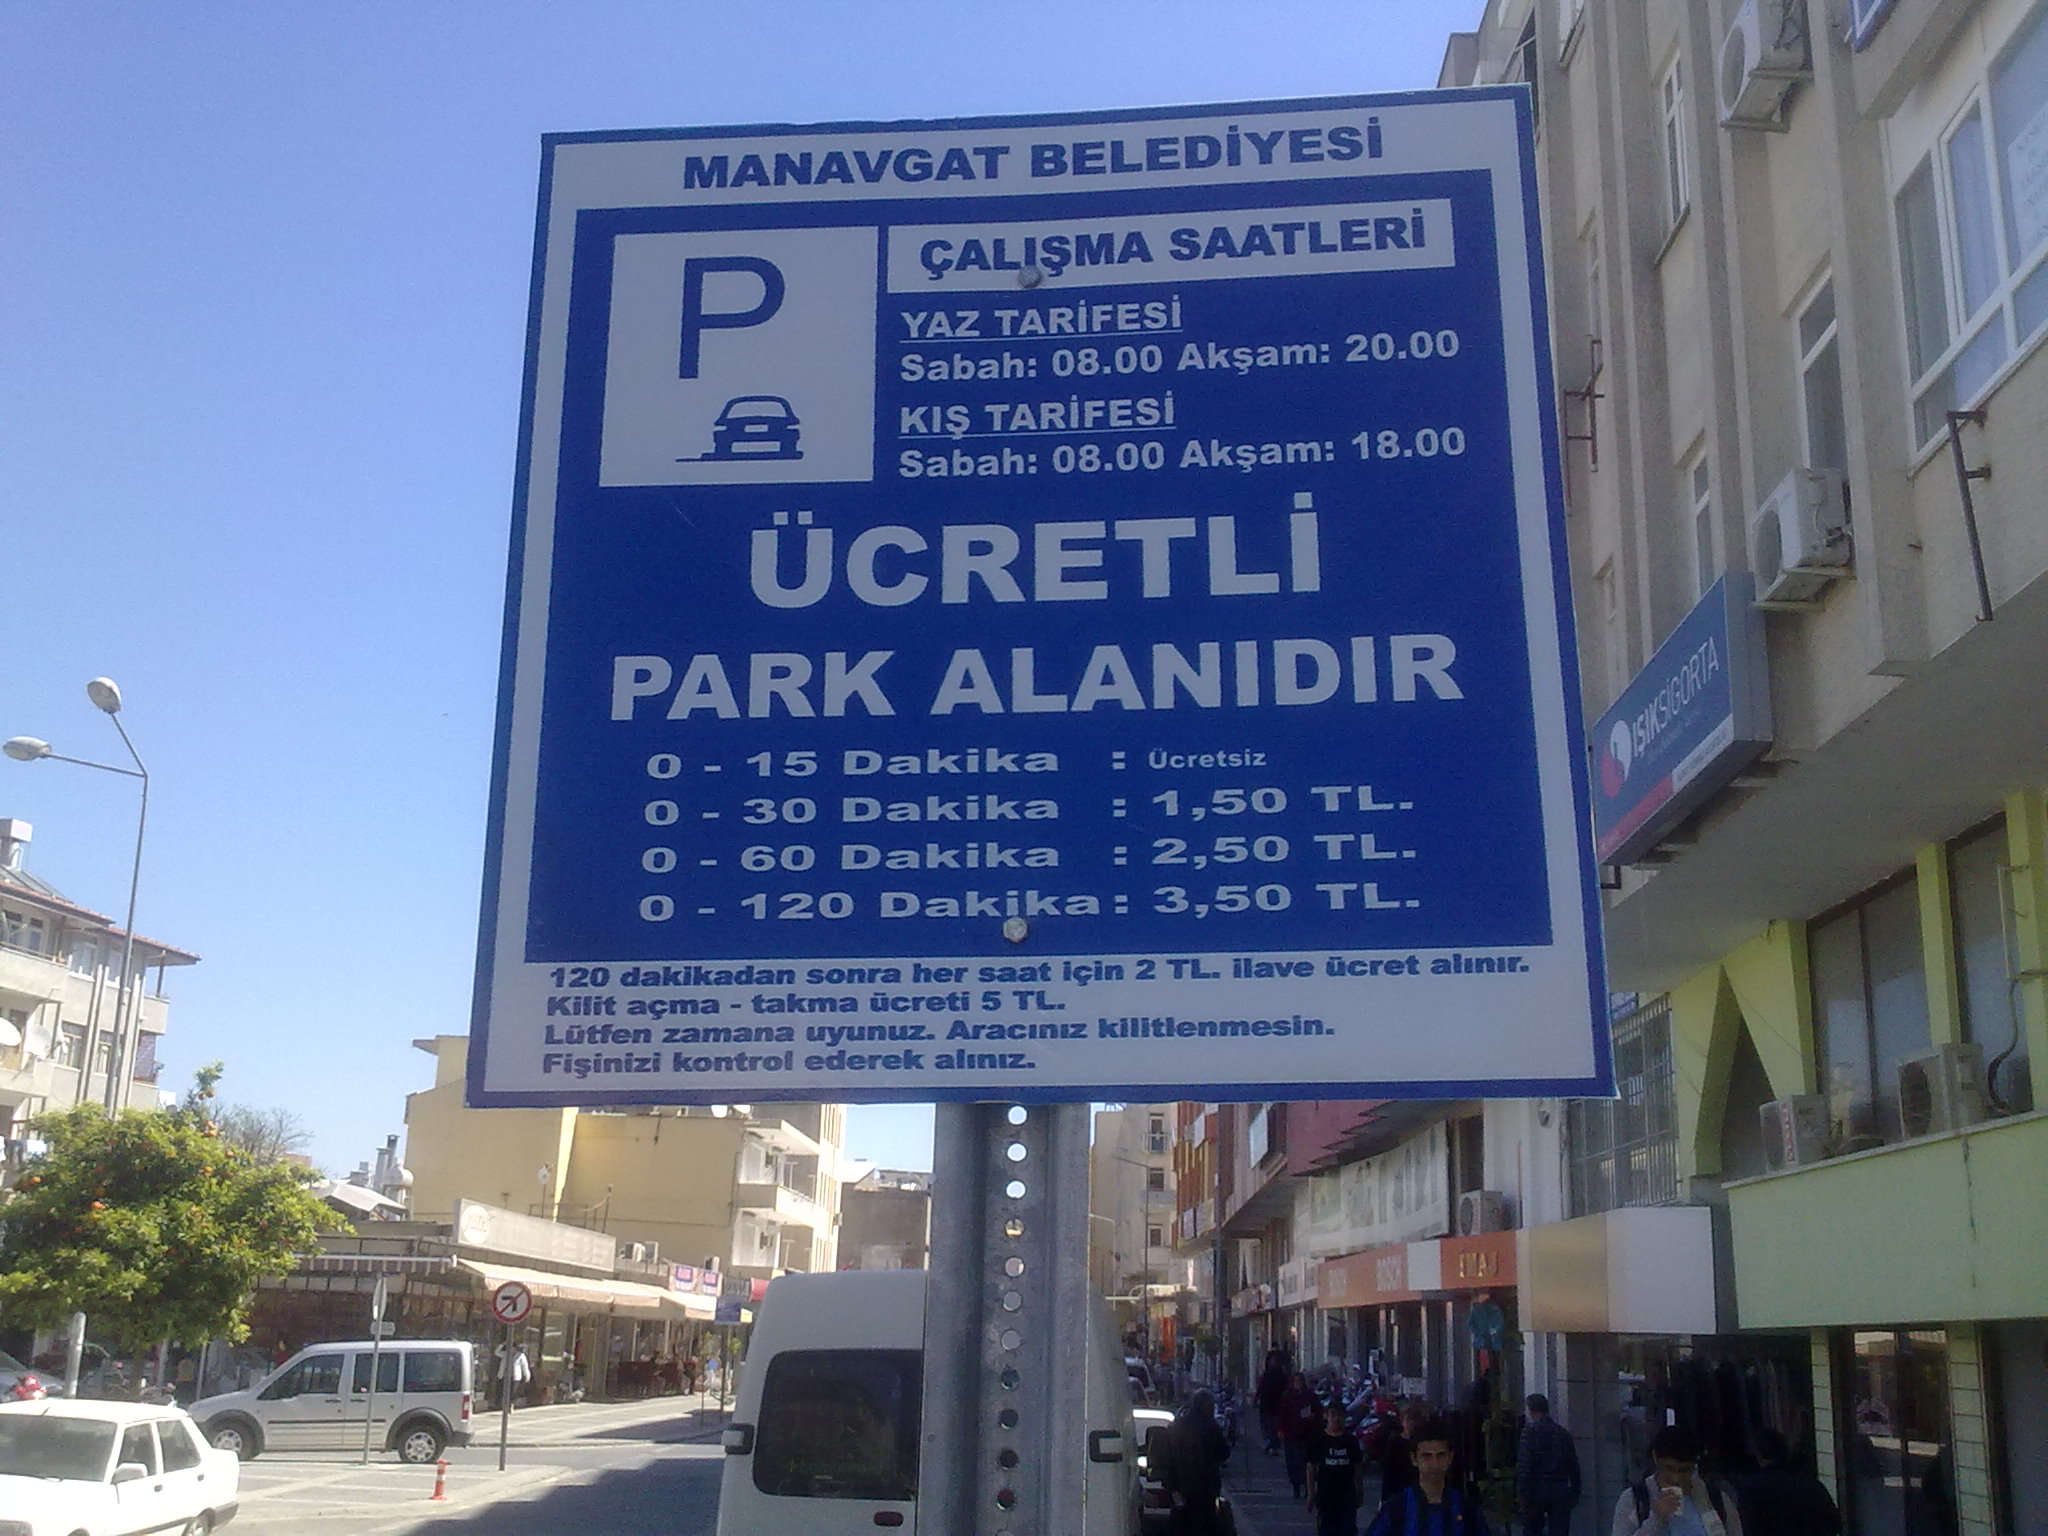 MANAVGAT BELEDİYESİ
P
ÇALIŞMA SAATLERİ
YAZ TARİFESİ
Sabah: 08.00 Akşam: 20.00
KIŞ TARİFESİ
Sabah: 08.00 Akşam: 18.00
ÜCRETLİ
PARK ALANIDIR
0 - 15 Dakika : Ücretsiz
0 - 30 Dakika : 1,50 TL.
0 - 60 Dakika : 2,50 TL.
0 - 120 Dakika : 3,50 TL.
120 dakikadan sonra her saat için 2 TL. ilave ücret alınır.
Kilit açma - takma ücreti 5 TL.
Lütfen zamana uyunuz. Aracınız kilitlenmesin.
Fişinizi kontrol ederek alınız.
IŞIKSİGORTA
BOSCH